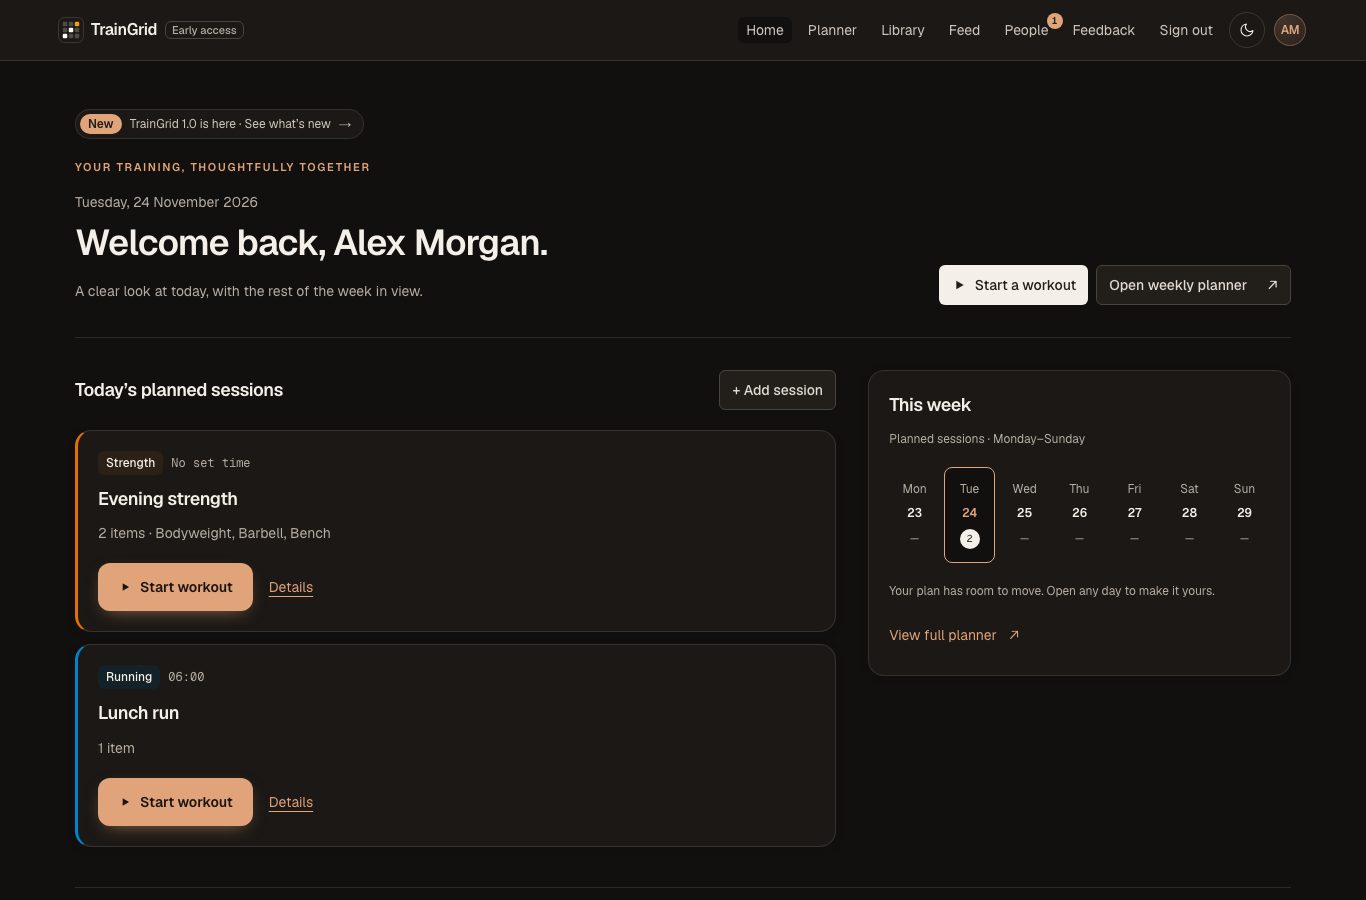 TrainGrid Early access
Home Planner Library Feed People 1 Feedback Sign out AM
New TrainGrid 1.0 is here · See what's new →
YOUR TRAINING, THOUGHTFULLY TOGETHER
Tuesday, 24 November 2026
Welcome back, Alex Morgan.
A clear look at today, with the rest of the week in view.
Start a workout
Open weekly planner ↗
Today's planned sessions
+ Add session
Strength No set time
Evening strength
2 items · Bodyweight, Barbell, Bench
Start workout Details
Running 06:00
Lunch run
1 item
Start workout Details
This week
Planned sessions · Monday–Sunday
Mon Tue Wed Thu Fri Sat Sun
23 24 25 26 27 28 29
— 2 — — — — —
Your plan has room to move. Open any day to make it yours.
View full planner ↗